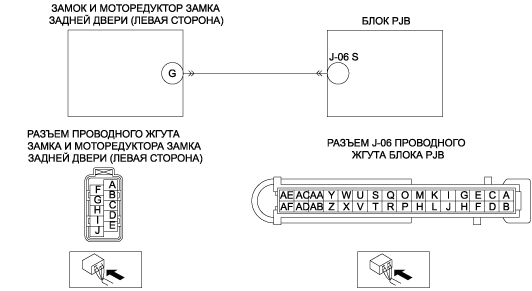 ЗАМОК И МОТОРЕДУКТОР ЗАМКА
ЗАДНЕЙ ДВЕРИ (ЛЕВАЯ СТОРОНА)
БЛОК PJB
G
J-06 S
РАЗЪЕМ ПРОВОДНОГО ЖГУТА
ЗАМКА И МОТОРЕДУКТОРА ЗАМКА
ЗАДНЕЙ ДВЕРИ (ЛЕВАЯ СТОРОНА)
РАЗЪЕМ J-06 ПРОВОДНОГО
ЖГУТА БЛОКА PJB
A
F B
G C
H D
I E
J
AE AC AA Y W U S Q O M K I G E C A
AF AD AB Z X V T R P H L J H F D B